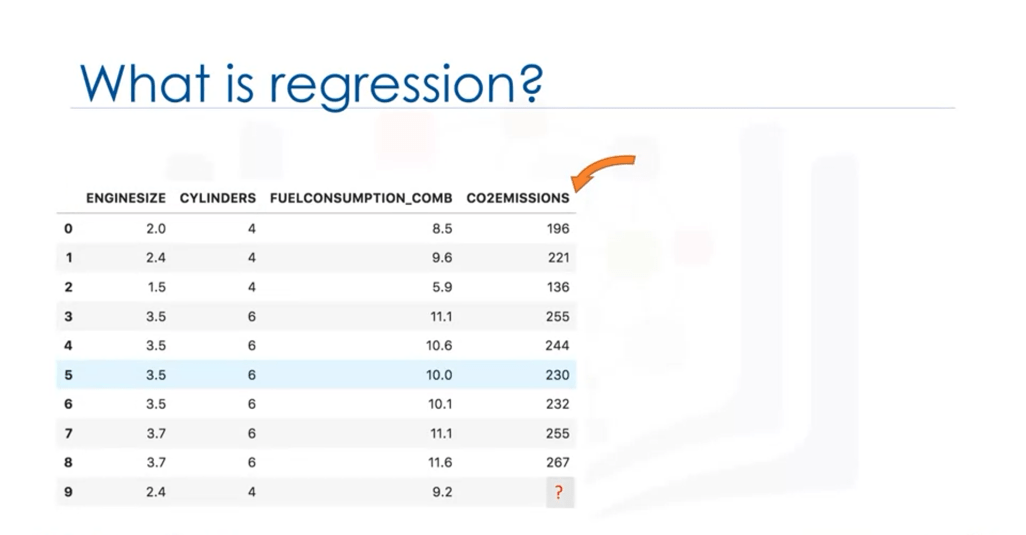 What is regression?
ENGINESIZE CYLINDERS FUELCONSUMPTION_COMB CO2EMISSIONS
0 2.0 4 8.5 196
1 2.4 4 9.6 221
2 1.5 4 5.9 136
3 3.5 6 11.1 255
4 3.5 6 10.6 244
5 3.5 6 10.0 230
6 3.5 6 10.1 232
7 3.7 6 11.1 255
8 3.7 6 11.6 267
9 2.4 4 9.2 ?